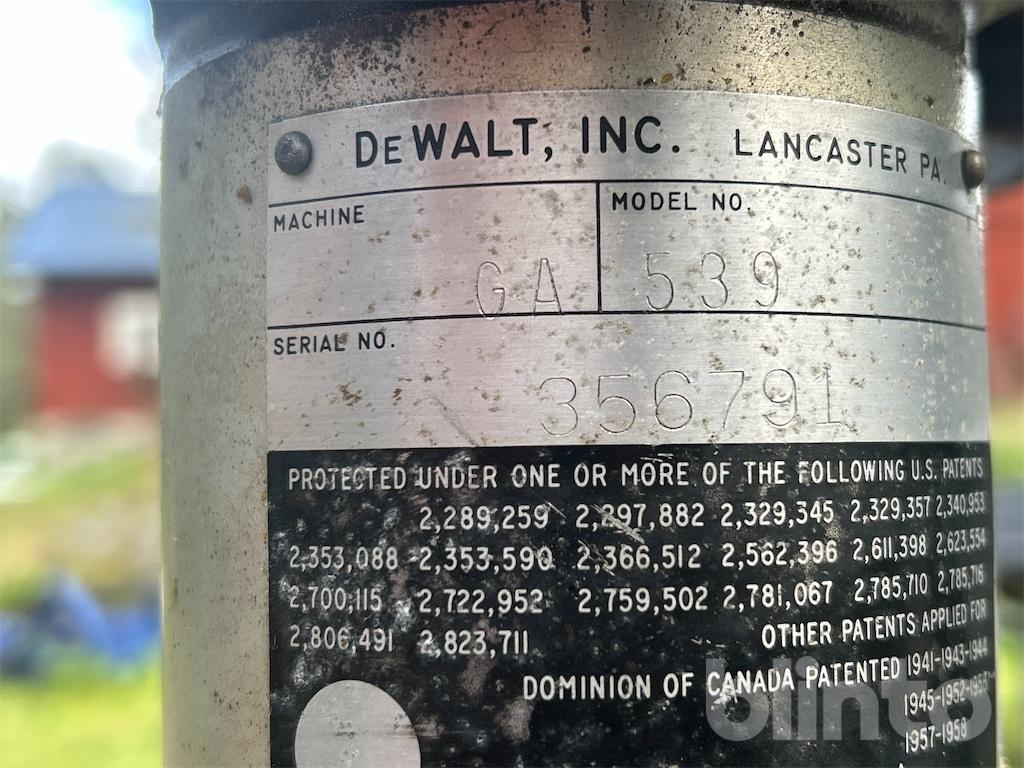 DEWALT, INC. LANCASTER PA.
MACHINE MODEL NO.
GA 539
SERIAL NO.
356791
PROTECTED UNDER ONE OR MORE OF THE FOLLOWING U.S. PATENTS
2,289,259 2,297,882 2,329,345 2,329,357 2,340,953
2,353,088 2,353,590 2,366,512 2,562,396 2,611,398 2,623,554
2,700,115 2,722,952 2,759,502 2,781,067 2,785,710 2,785,716
2,806,491 2,823,711 OTHER PATENTS APPLIED FOR
DOMINION OF CANADA PATENTED 1941-1943-1944
1945-1952-1953
1957-1958
blinto